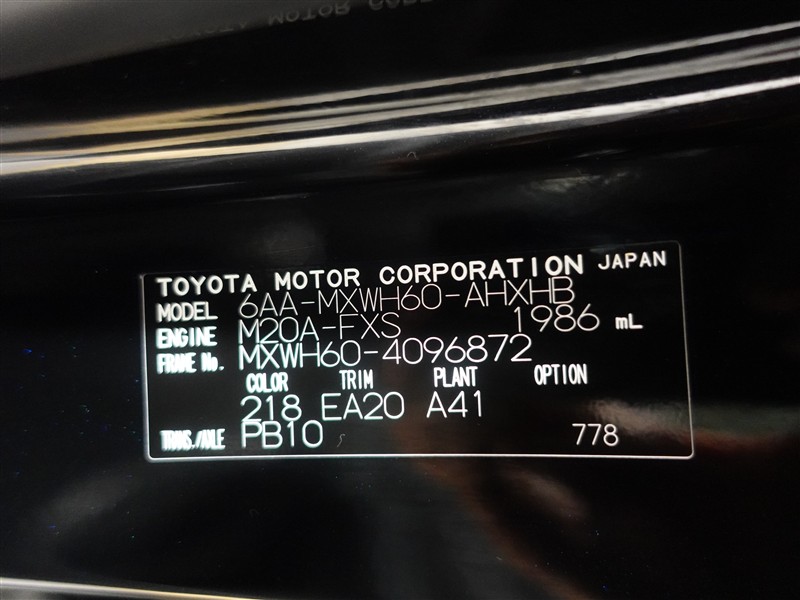 TOYOTA MOTOR CORPORATION JAPAN
MODEL 6AA-MXWH60-AHXHB
ENGINE M20A-FXS 1986 mL
FRAME No. MXWH60-4096872
COLOR TRIM PLANT OPTION
218 EA20 A41
TRANS./AXLE PB10 778